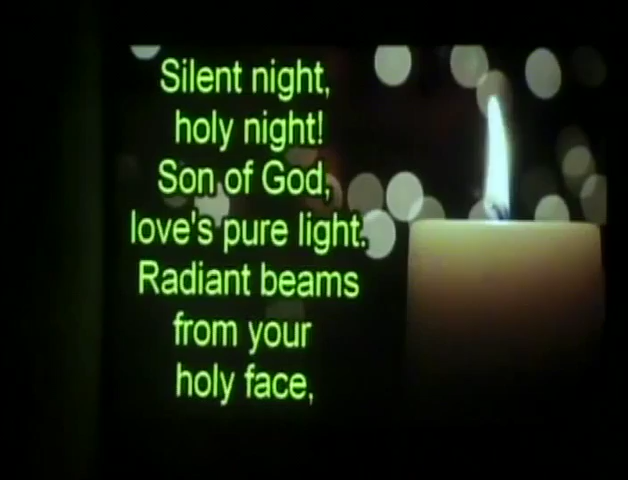 Silent night,
holy night!
Son of God,
love's pure light.
Radiant beams
from your
holy face,